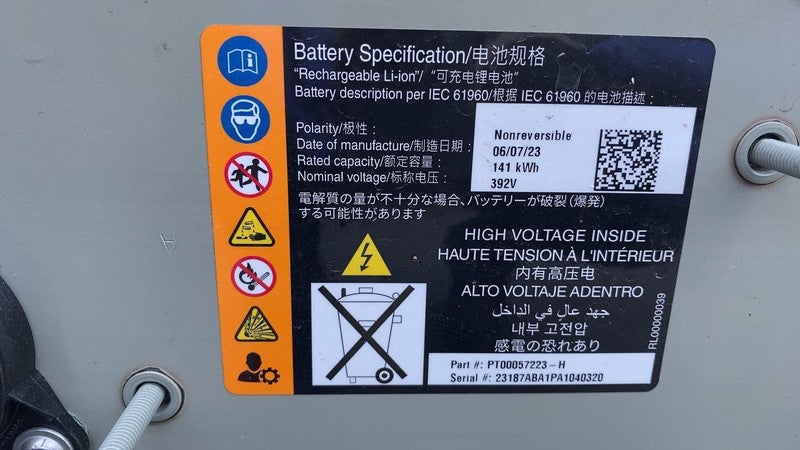 Battery Specification/电池规格
"Rechargeable Li-ion"/ "可充电锂电池"
Battery description per IEC 61960/根据 IEC 61960 的电池描述 :
Polarity/极性 : Nonreversible
Date of manufacture/制造日期 : 06/07/23
Rated capacity/额定容量 : 141 kWh
Nominal voltage/标称电压 : 392V
電解質の量が不十分な場合、バッテリーが破裂(爆発)
する可能性があります
HIGH VOLTAGE INSIDE
HAUTE TENSION À L'INTÉRIEUR
内有高压电
ALTO VOLTAJE ADENTRO
جهد عالٍ في الداخل
내부 고전압
感電の恐れあり
RL00000039
Part #: PT00057223-H
Serial #: 23187ABA1PA1040320